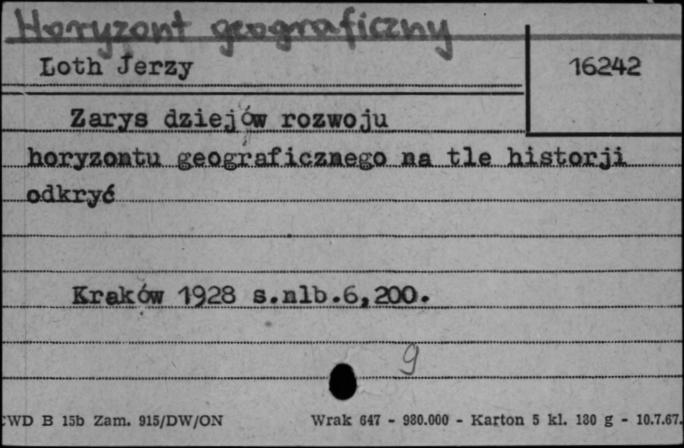 Horyzont geograficzny
Loth Jerzy 16242
Zarys dziejów rozwoju
horyzontu geograficznego na tle historji
odkryć
Kraków 1928 s.nlb.6,200.
9
CWD B 15b Zam. 915/DW/ON Wrak 647 - 980.000 - Karton 5 kl. 180 g - 10.7.67.